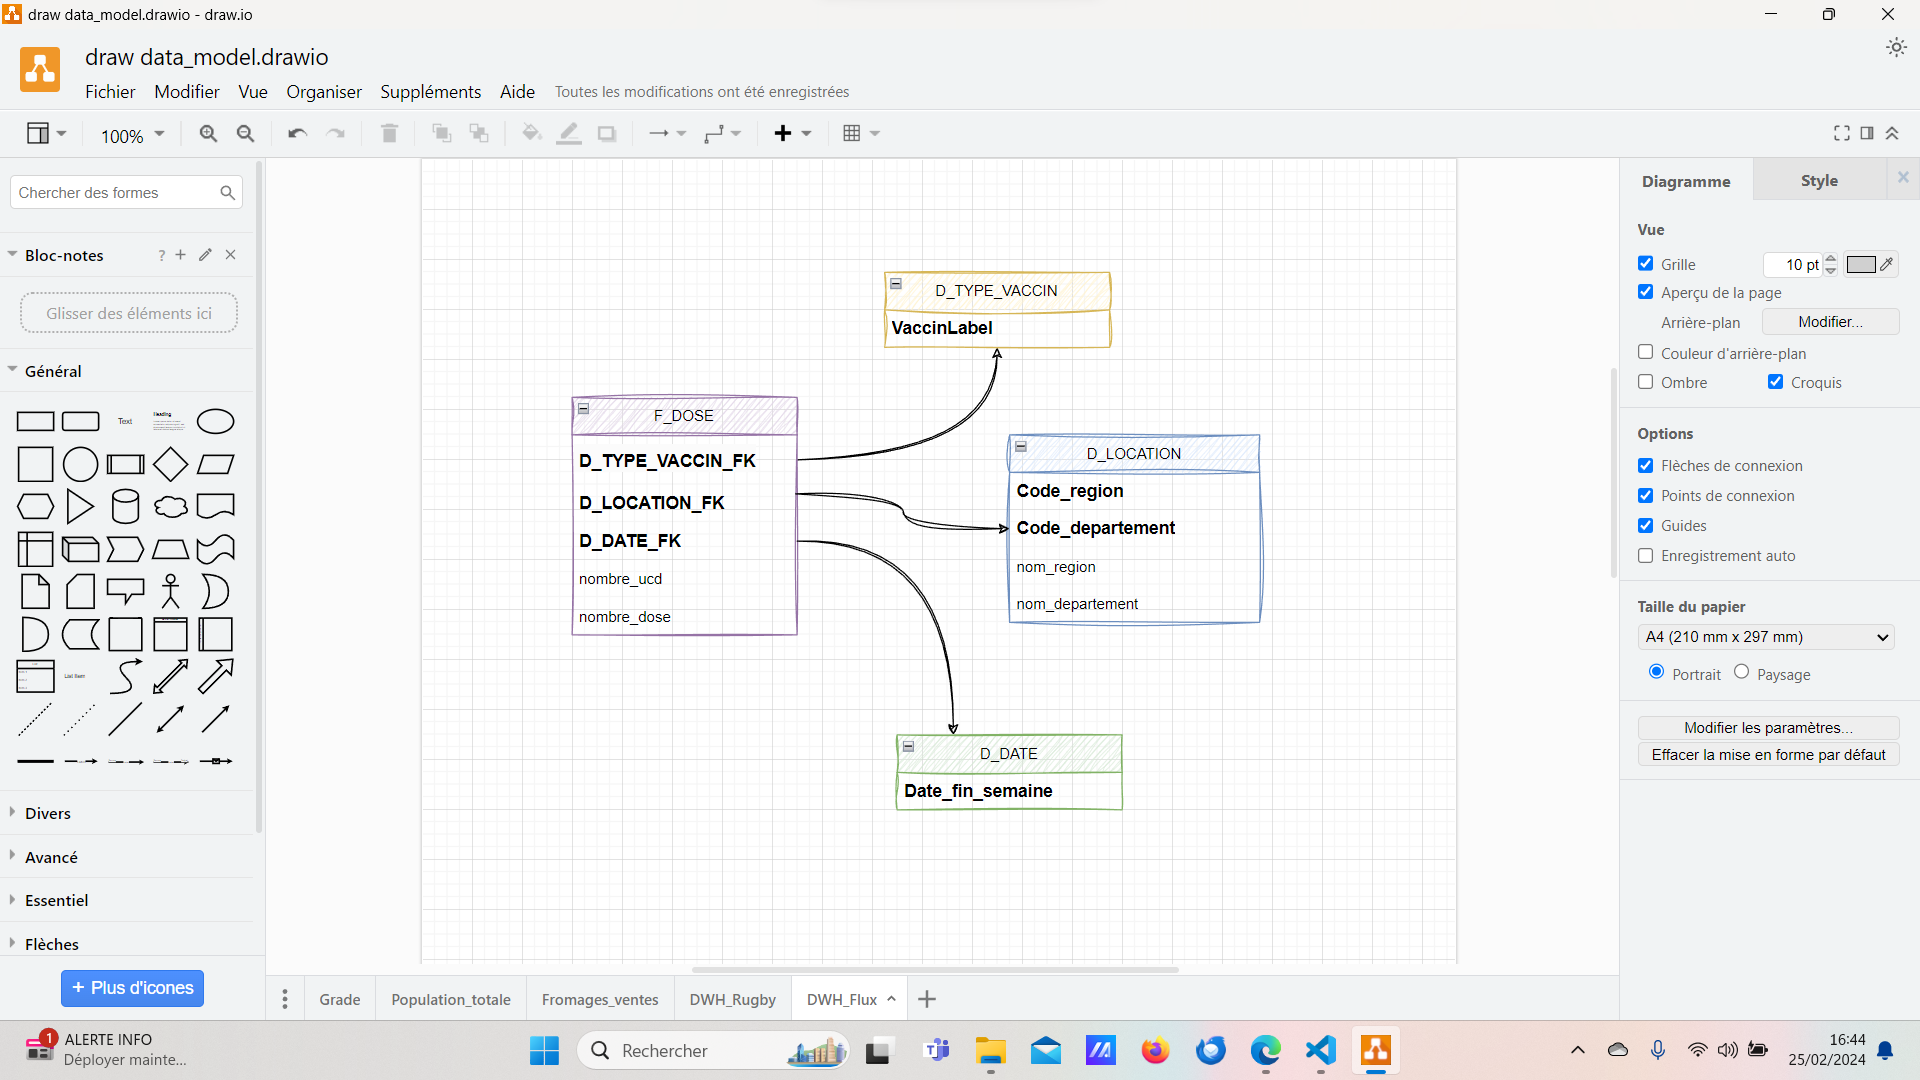 draw data_model.drawio - draw.io
draw data_model.drawio
Fichier Modifier Vue Organiser Suppléments Aide Toutes les modifications ont été enregistrées
100%
Chercher des formes
Bloc-notes
?
Glisser des éléments ici
Général
Text
Heading
List Item
Divers
Avancé
Essentiel
Flèches
+ Plus d'icones
D_TYPE_VACCIN
VaccinLabel
F_DOSE
D_TYPE_VACCIN_FK
D_LOCATION_FK
D_DATE_FK
nombre_ucd
nombre_dose
D_LOCATION
Code_region
Code_departement
nom_region
nom_departement
D_DATE
Date_fin_semaine
Diagramme Style
Vue
Grille 10 pt
Aperçu de la page
Arrière-plan Modifier...
Couleur d'arrière-plan
Ombre Croquis
Options
Flèches de connexion
Points de connexion
Guides
Enregistrement auto
Taille du papier
A4 (210 mm x 297 mm)
Portrait Paysage
Modifier les paramètres...
Effacer la mise en forme par défaut
Grade Population_totale Fromages_ventes DWH_Rugby DWH_Flux
1
ALERTE INFO
Déployer mainte...
Rechercher
16:44
25/02/2024